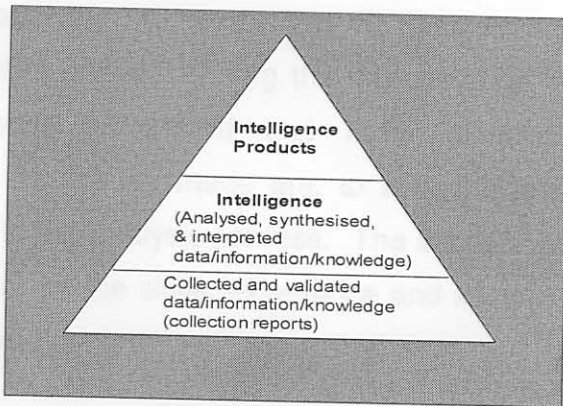 Intelligence
Products
Intelligence
(Analysed, synthesised,
& interpreted
data/information/knowledge)
Collected and validated
data/information/knowledge
(collection reports)